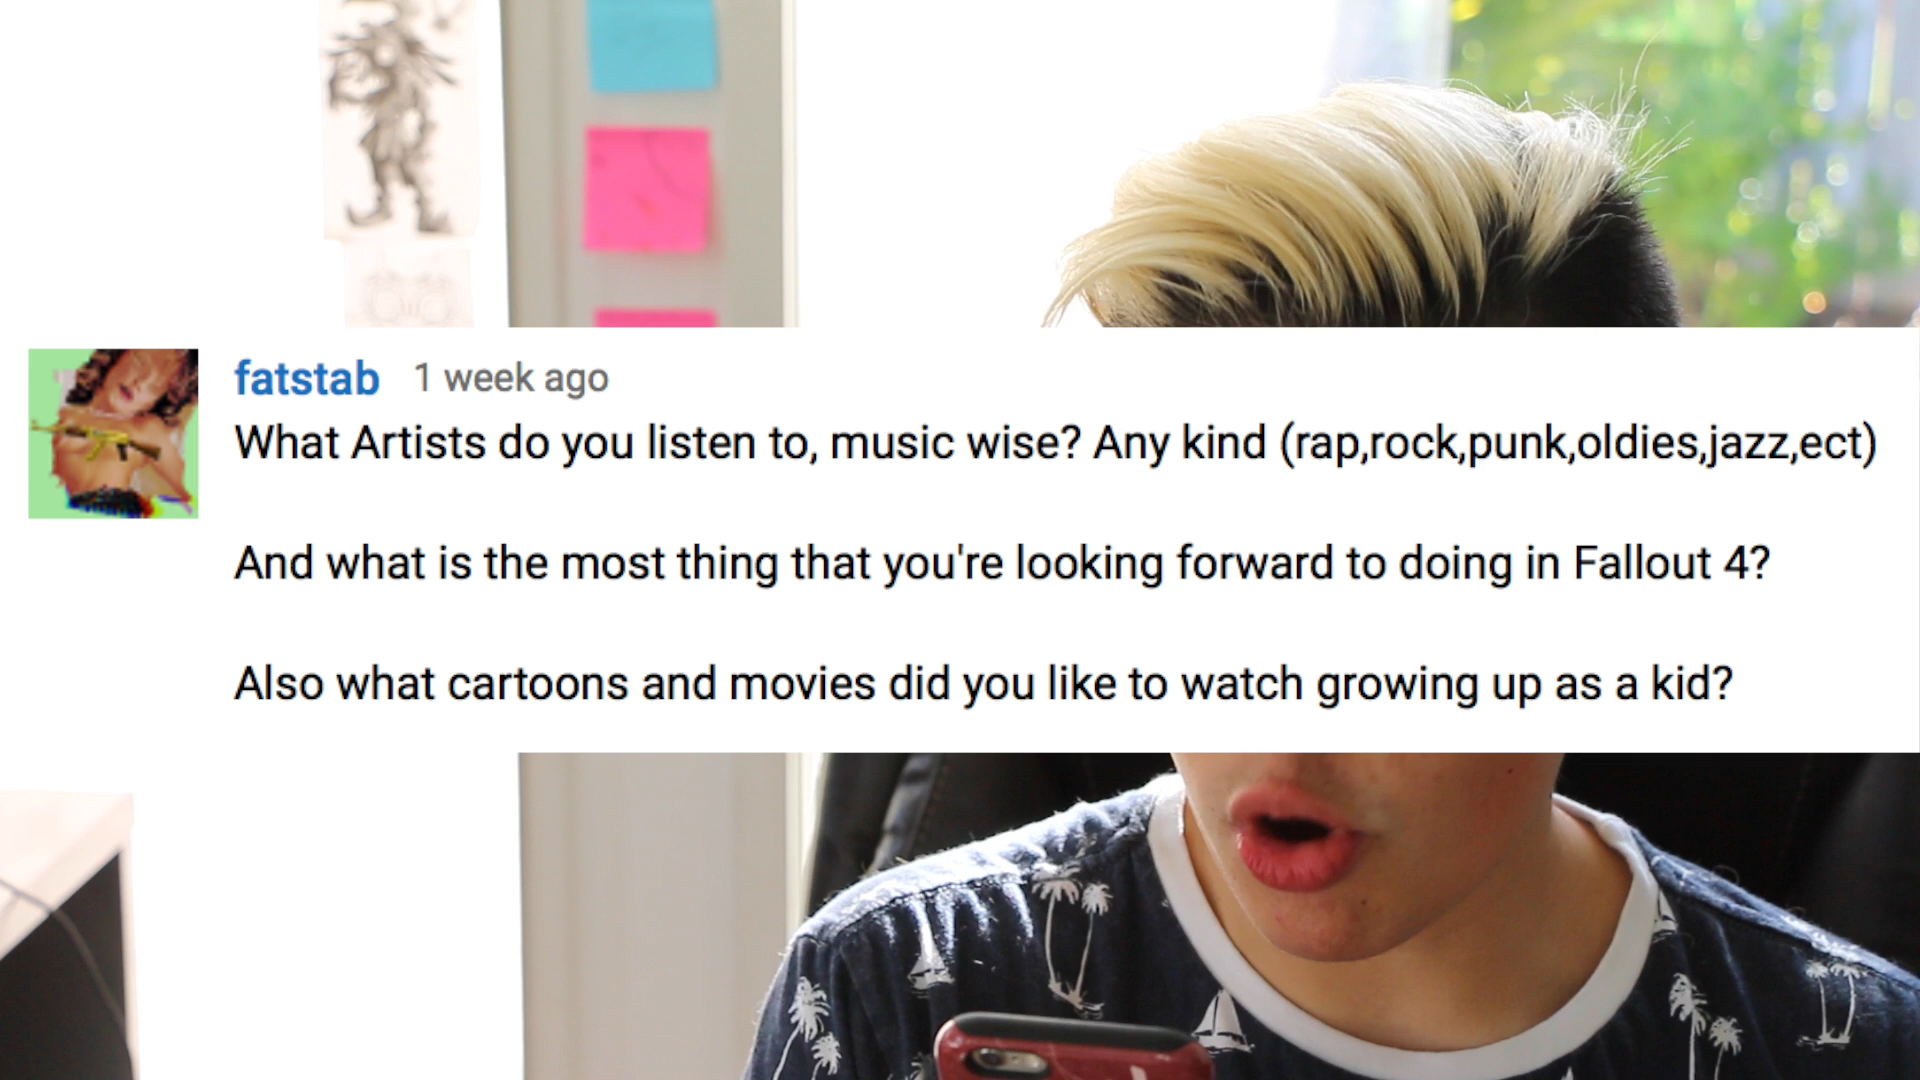 fatstab 1 week ago
What Artists do you listen to, music wise? Any kind (rap,rock,punk,oldies,jazz,ect)
And what is the most thing that you're looking forward to doing in Fallout 4?
Also what cartoons and movies did you like to watch growing up as a kid?